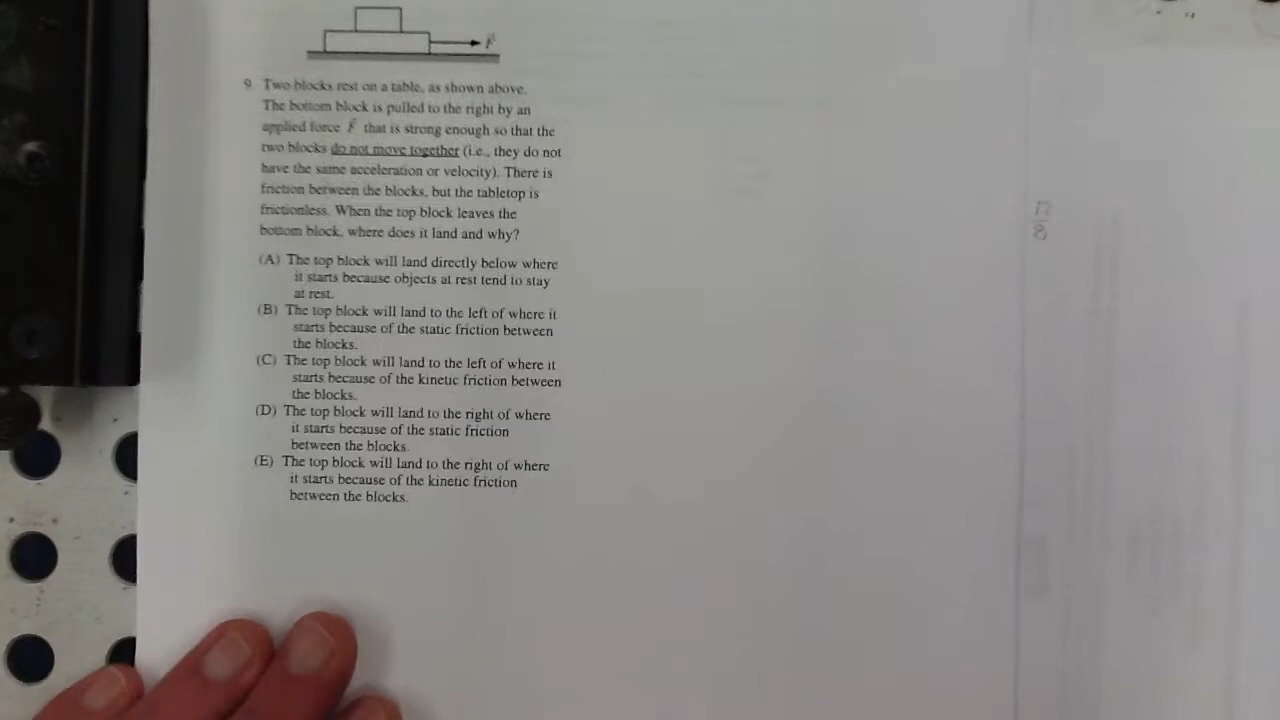 F
9 Two blocks rest on a table, as shown above.
The bottom block is pulled to the right by an
applied force F that is strong enough so that the
two blocks do not move together (i.e., they do not
have the same acceleration or velocity). There is
friction between the blocks, but the tabletop is
frictionless. When the top block leaves the
bottom block, where does it land and why?
(A) The top block will land directly below where
it starts because objects at rest tend to stay
at rest.
(B) The top block will land to the left of where it
starts because of the static friction between
the blocks.
(C) The top block will land to the left of where it
starts because of the kinetic friction between
the blocks.
(D) The top block will land to the right of where
it starts because of the static friction
between the blocks.
(E) The top block will land to the right of where
it starts because of the kinetic friction
between the blocks.